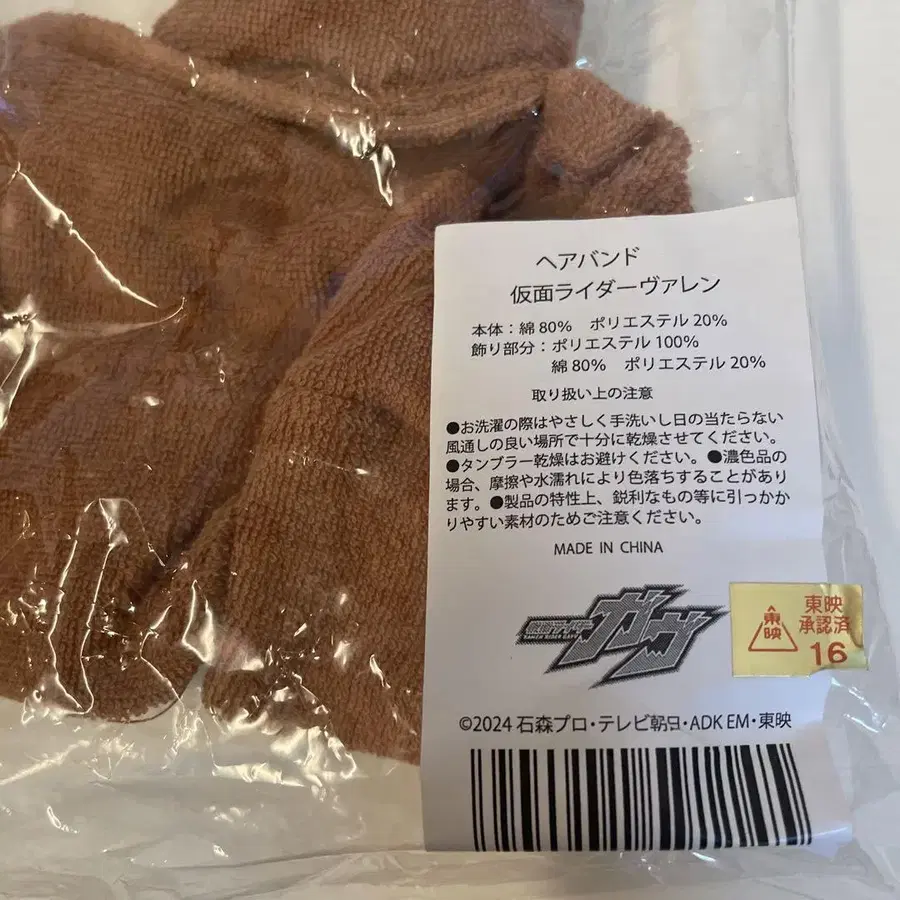 ヘアバンド
仮面ライダーヴァレン
本体：綿 80%　ポリエステル 20%
飾り部分：ポリエステル 100%
綿 80%　ポリエステル 20%
取り扱い上の注意
●お洗濯の際はやさしく手洗いし日の当たらない
風通しの良い場所で十分に乾燥させてください。
●タンブラー乾燥はお避けください。●濃色品の
場合、摩擦や水濡れにより色落ちすることがあり
ます。●製品の特性上、鋭利なもの等に引っかか
りやすい素材のためご注意ください。
MADE IN CHINA
仮面ライダー
KAMEN RIDER GAVV
ガヴ
東映
東映
承認済
16
©2024 石森プロ・テレビ朝日・ADK EM・東映